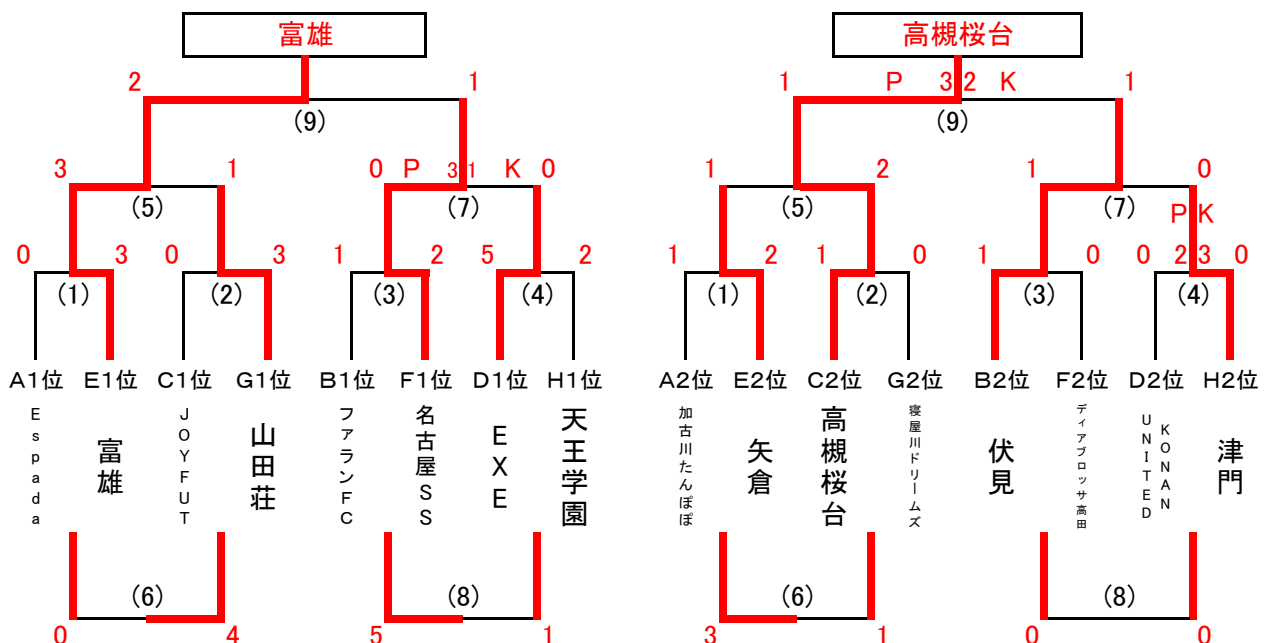 富雄 高槻桜台
2 1 1 P 3 2 K 1
(9) (9)
3 1 0 P 3 1 K 0 1 2 1 0
(5) (7) (5) (7)
P K
0 3 0 3 1 2 5 2 1 2 1 0 1 0 0 2 3 0
(1) (2) (3) (4) (1) (2) (3) (4)
A1位 E1位 C1位 G1位 B1位 F1位 D1位 H1位 A2位 E2位 C2位 G2位 B2位 F2位 D2位 H2位
Espada
富雄
JOYFUT
山田荘
ファランFC
名古屋SS
EXE
天王学園
加古川たんぽぽ
矢倉
高槻桜台
寝屋川ドリームズ
伏見
ディアブロッサ高田
KONAN
UNITED
津門
(6) (8) (6) (8)
0 4 5 1 3 1 0 0